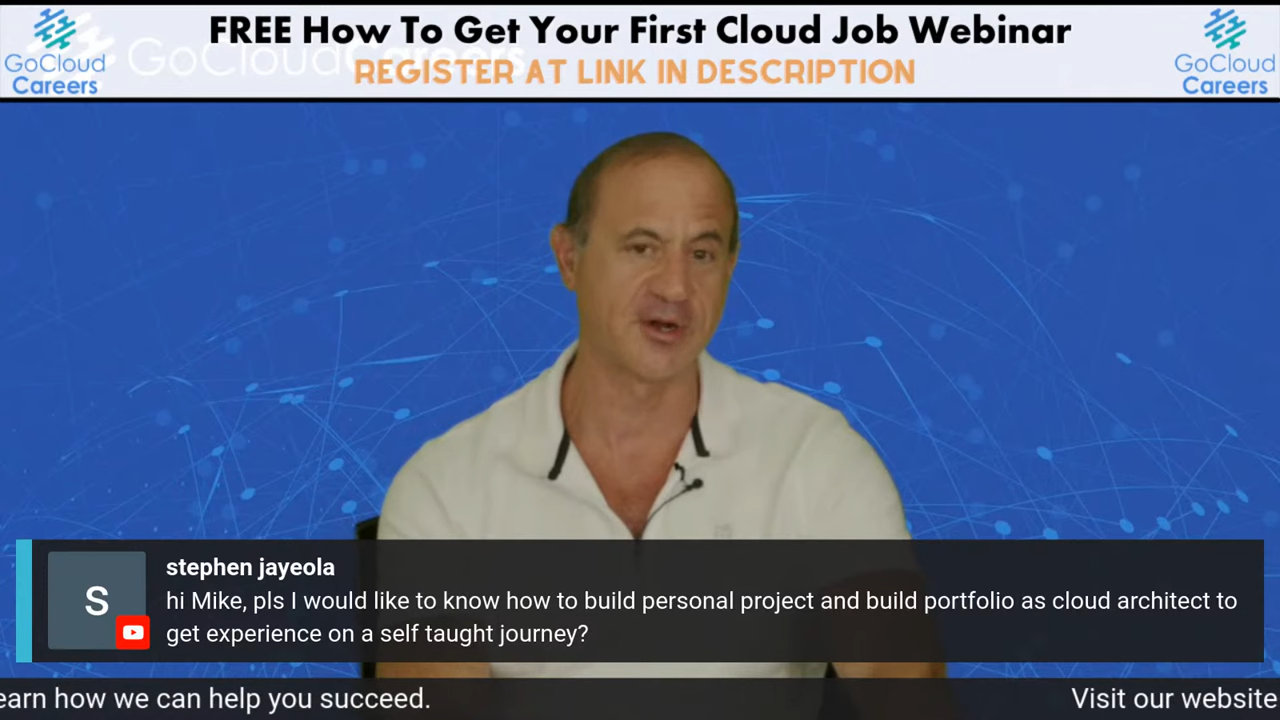 FREE How To Get Your First Cloud Job Webinar
REGISTER AT LINK IN DESCRIPTION
GoCloud
Careers
GoCloudCareers
GoCloud
Careers
S
stephen jayeola
hi Mike, pls I would like to know how to build personal project and build portfolio as cloud architect to
get experience on a self taught journey?
earn how we can help you succeed.
Visit our website